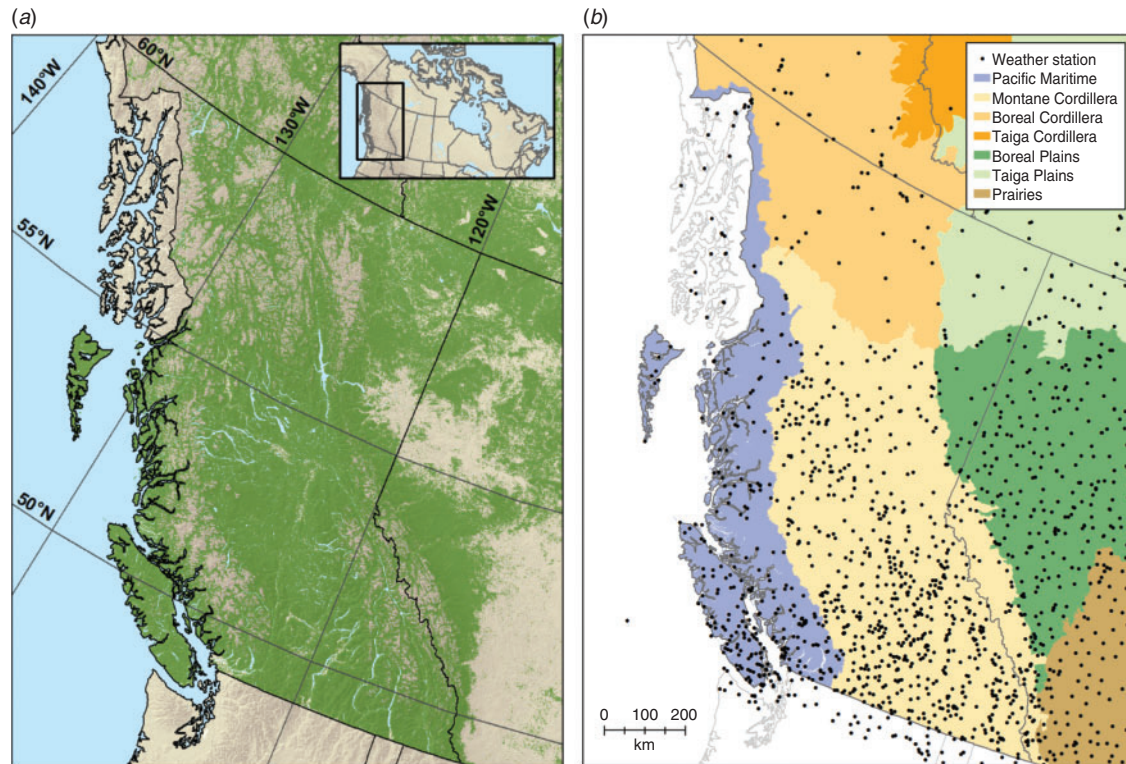 (a)
140°W
60°N
130°W
120°W
55°N
50°N
(b)
Weather station
Pacific Maritime
Montane Cordillera
Boreal Cordillera
Taiga Cordillera
Boreal Plains
Taiga Plains
Prairies
0 100 200
km